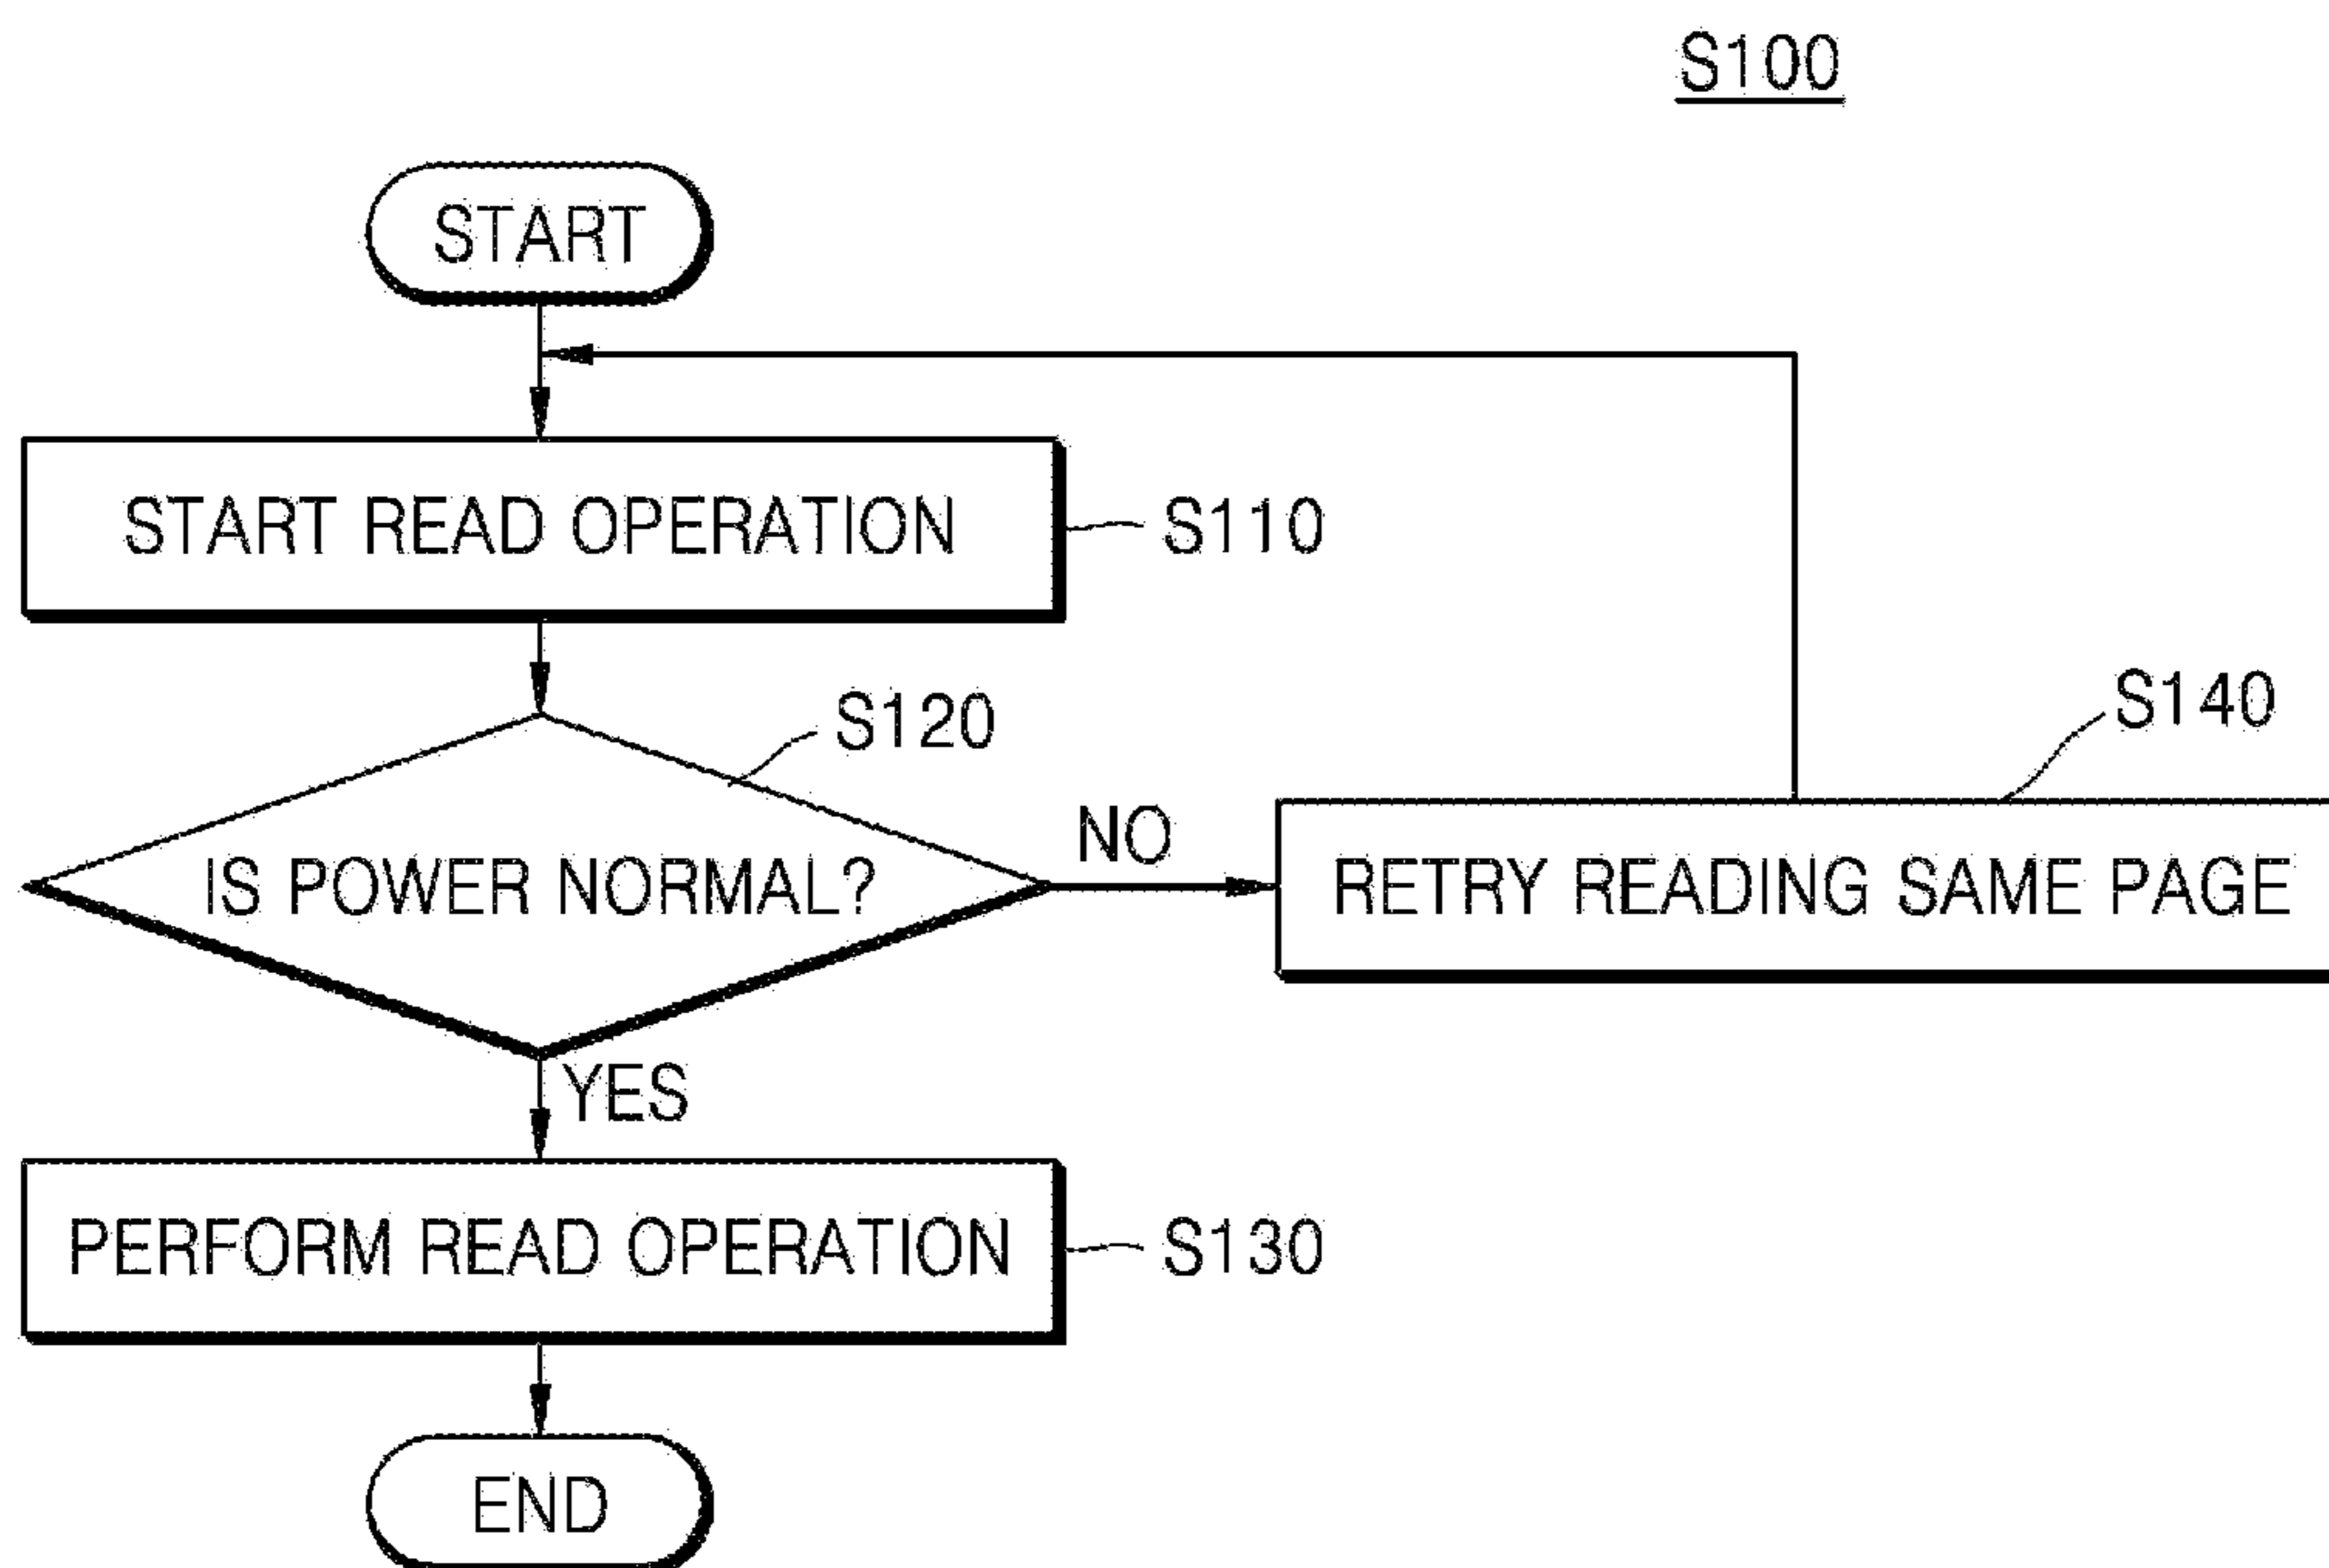 S100
START
START READ OPERATION
S110
S120
S140
IS POWER NORMAL?
NO
RETRY READING SAME PAGE
YES
PERFORM READ OPERATION
S130
END